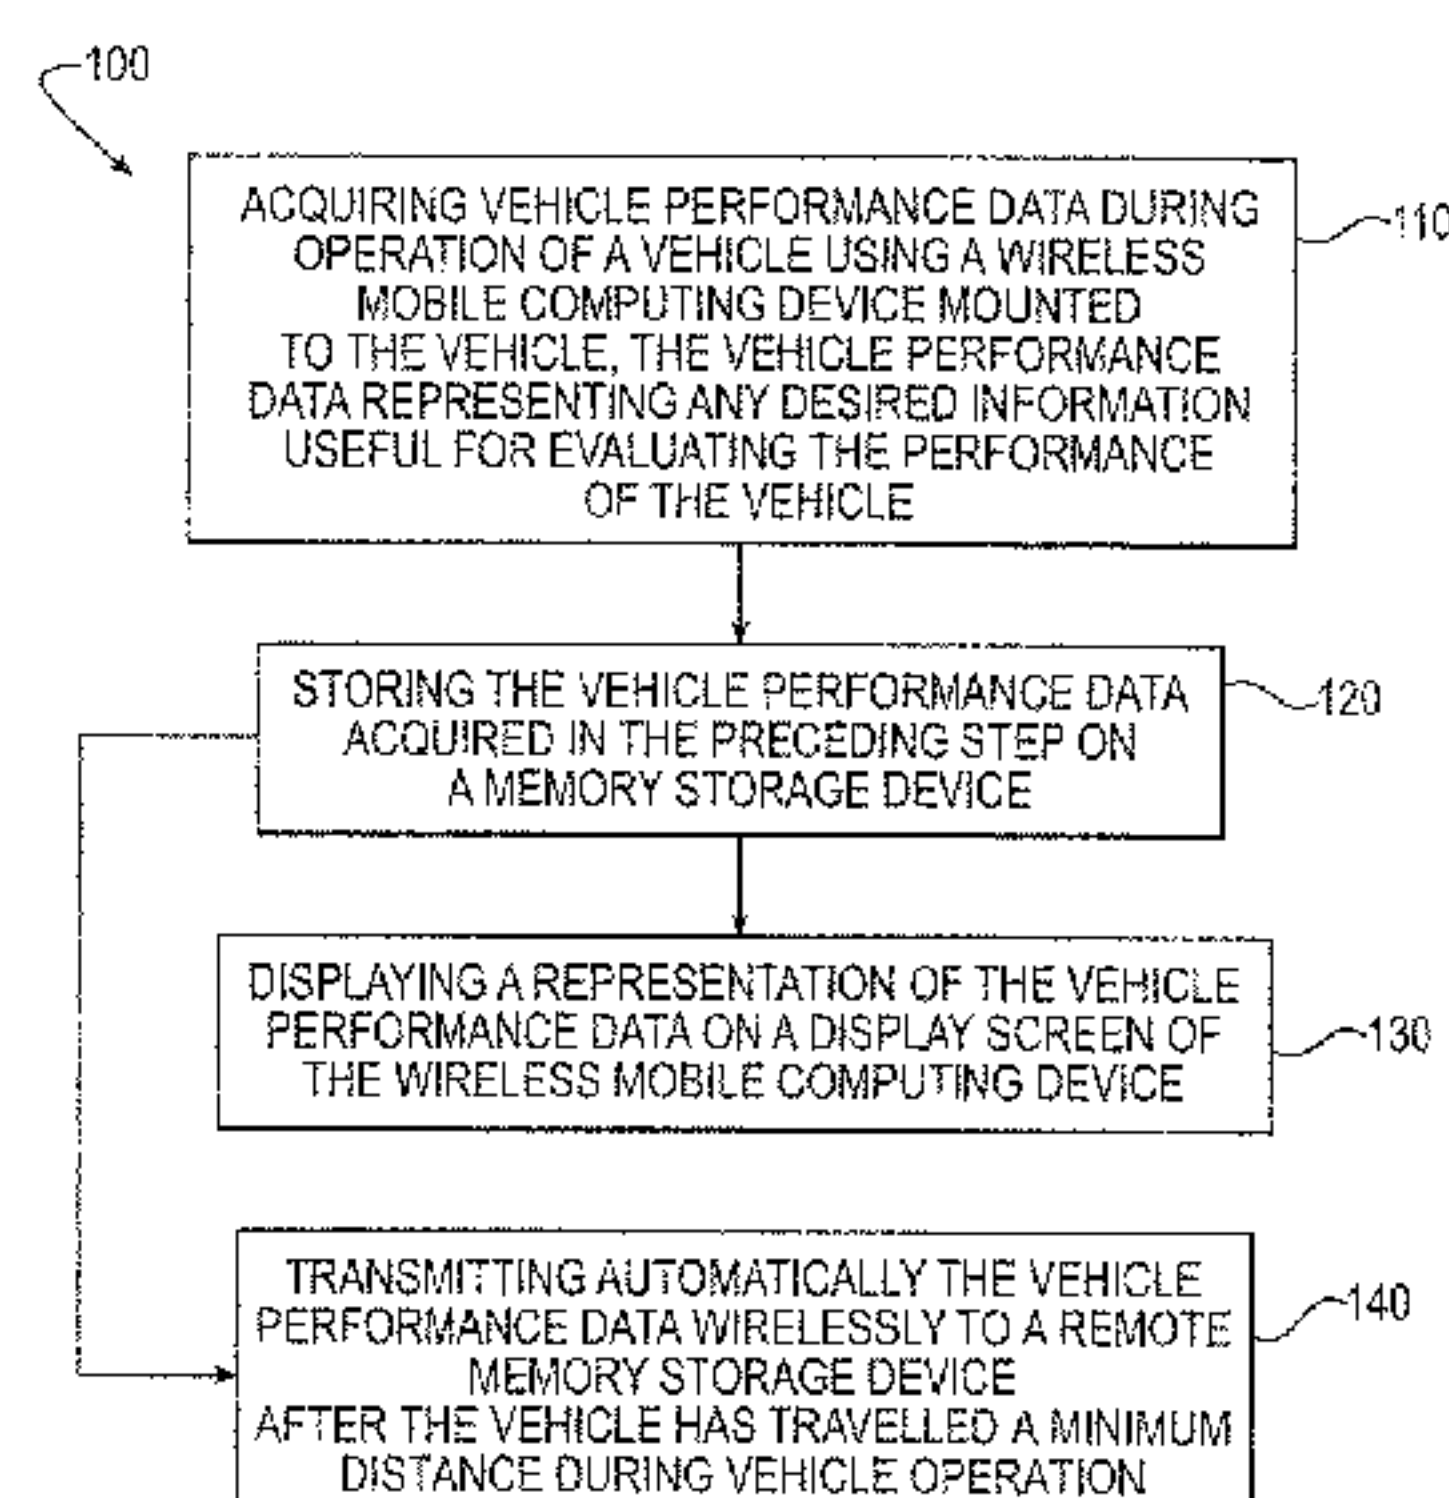 100
ACQUIRING VEHICLE PERFORMANCE DATA DURING
OPERATION OF A VEHICLE USING A WIRELESS
MOBILE COMPUTING DEVICE MOUNTED
TO THE VEHICLE, THE VEHICLE PERFORMANCE
DATA REPRESENTING ANY DESIRED INFORMATION
USEFUL FOR EVALUATING THE PERFORMANCE
OF THE VEHICLE
110
STORING THE VEHICLE PERFORMANCE DATA
ACQUIRED IN THE PRECEDING STEP ON
A MEMORY STORAGE DEVICE
120
DISPLAYING A REPRESENTATION OF THE VEHICLE
PERFORMANCE DATA ON A DISPLAY SCREEN OF
THE WIRELESS MOBILE COMPUTING DEVICE
130
TRANSMITTING AUTOMATICALLY THE VEHICLE
PERFORMANCE DATA WIRELESSLY TO A REMOTE
MEMORY STORAGE DEVICE
AFTER THE VEHICLE HAS TRAVELLED A MINIMUM
DISTANCE DURING VEHICLE OPERATION
140